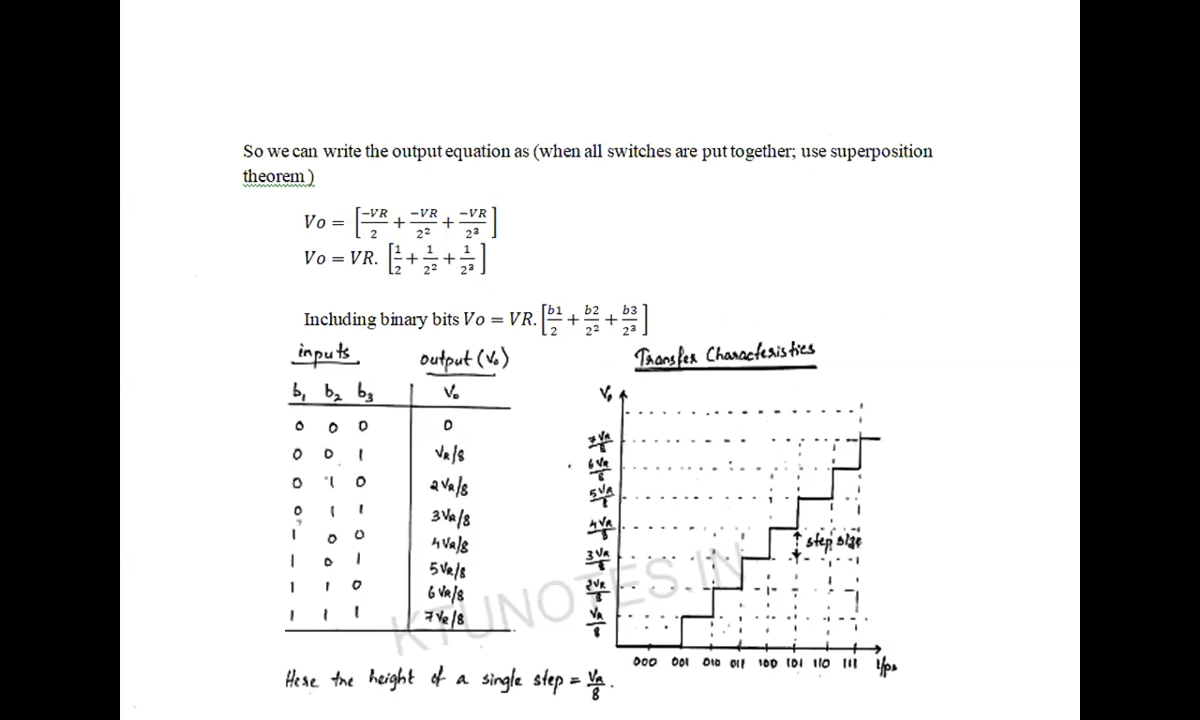 So we can write the output equation as (when all switches are put together; use superposition
theorem )
Vo = [−VR/2 + −VR/2² + −VR/2³]
Vo = VR. [1/2 + 1/2² + 1/2³]
Including binary bits Vo = VR. [b1/2 + b2/2² + b3/2³]
inputs output (Vo)
b1 b2 b3 Vo
0 0 0 0
0 0 1 VR/8
0 1 0 2VR/8
0 1 1 3VR/8
1 0 0 4VR/8
1 0 1 5VR/8
1 1 0 6VR/8
1 1 1 7VR/8
Here the height of a single step = VR/8.
Transfer Characteristics
Vo
7VR/8
6VR/8
5VR/8
4VR/8
3VR/8
2VR/8
VR/8
step size
000 001 010 011 100 101 110 111 I/ps
KTUNOTES.IN